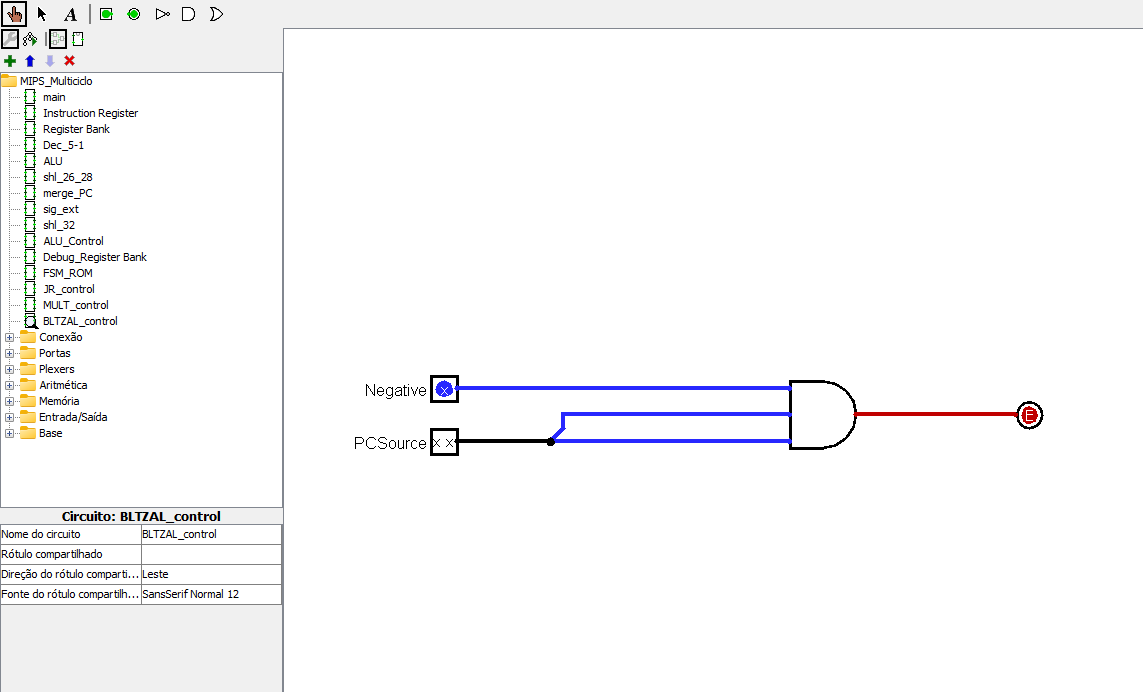 A
MIPS_Multiciclo
main
Instruction Register
Register Bank
Dec_5-1
ALU
shl_26_28
merge_PC
sig_ext
shl_32
ALU_Control
Debug_Register Bank
FSM_ROM
JR_control
MULT_control
BLTZAL_control
Conexão
Portas
Plexers
Aritmética
Memória
Entrada/Saída
Base
Circuito: BLTZAL_control
Nome do circuito BLTZAL_control
Rótulo compartilhado
Direção do rótulo comparti... Leste
Fonte do rótulo compartilh... SansSerif Normal 12
Negative x
PCSource x x
E